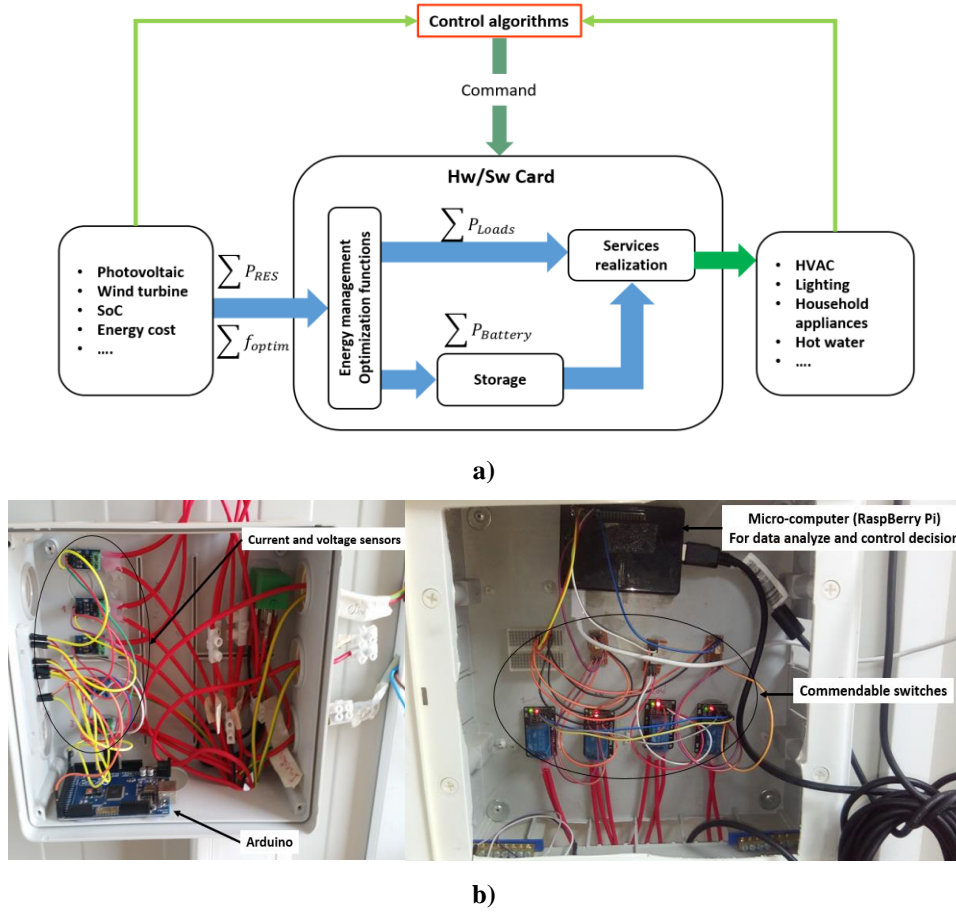 Control algorithms
Command
Hw/Sw Card
• Photovoltaic
• Wind turbine
• SoC
• Energy cost
• ....
∑ P_RES
∑ f_optim
Energy management
Optimization functions
∑ P_Loads
∑ P_Battery
Storage
Services
realization
• HVAC
• Lighting
• Household
appliances
• Hot water
• ....
a)
Current and voltage sensors
Arduino
Micro-computer (RaspBerry Pi)
For data analyze and control decision
Commendable switches
b)